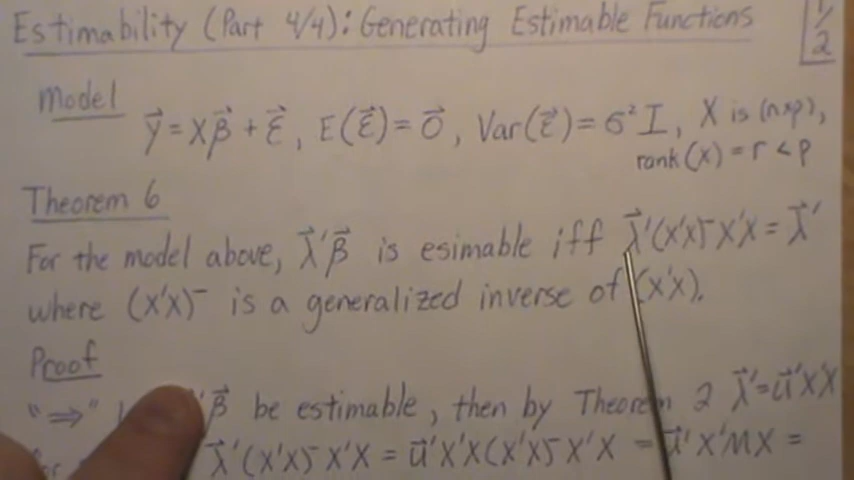 Estimability (Part 4/4): Generating Estimable Functions
1/2
Model
y⃗ = Xβ⃗ + ε⃗, E(ε⃗) = 0⃗, Var(ε⃗) = σ²I, X is (n×p),
rank(X) = r < p
Theorem 6
For the model above, λ⃗'β⃗ is esimable iff λ⃗'(X'X)⁻X'X = λ⃗'
where (X'X)⁻ is a generalized inverse of (X'X).
Proof
"⇒" 'β⃗ be estimable, then by Theorem 2 λ⃗'=u⃗'X'X
λ⃗'(X'X)⁻X'X = u⃗'X'X(X'X)⁻X'X = u⃗'X'MX =